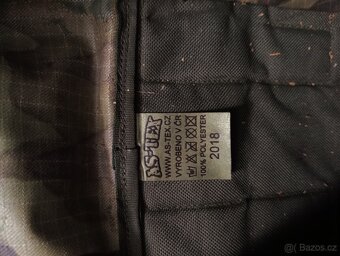 AS-TEX
WWW.AS-TEX.CZ
VYROBENO V ČR
100% POLYESTER
2018
© Bazos.cz